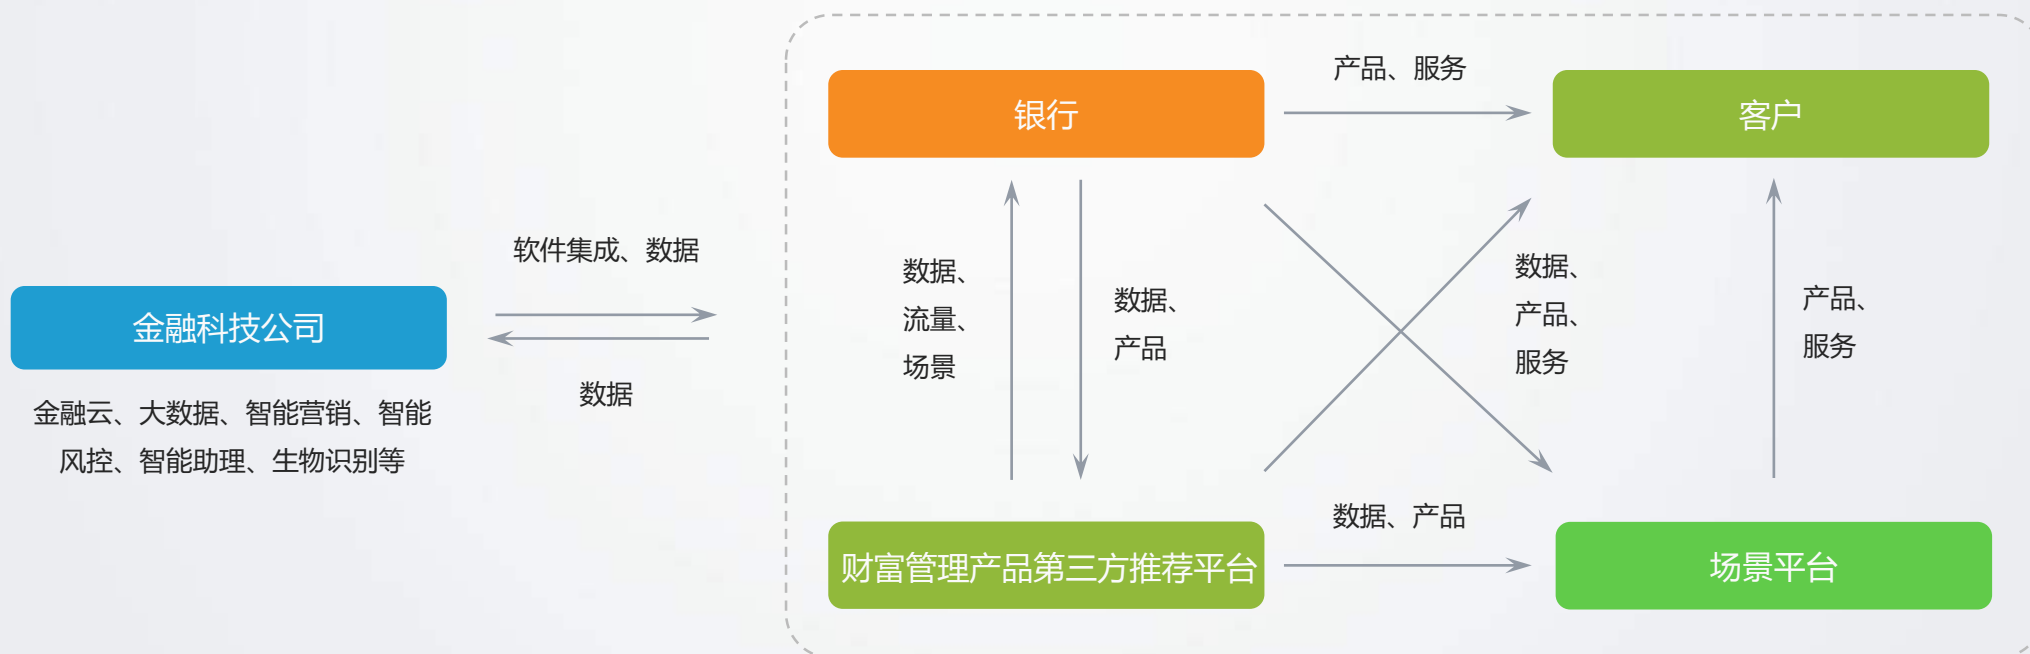 产品、服务
银行
客户
软件集成、数据
金融科技公司
数据
金融云、大数据、智能营销、智能
风控、智能助理、生物识别等
数据、
流量、
场景
数据、
产品
数据、
产品、
服务
产品、
服务
数据、产品
财富管理产品第三方推荐平台
场景平台